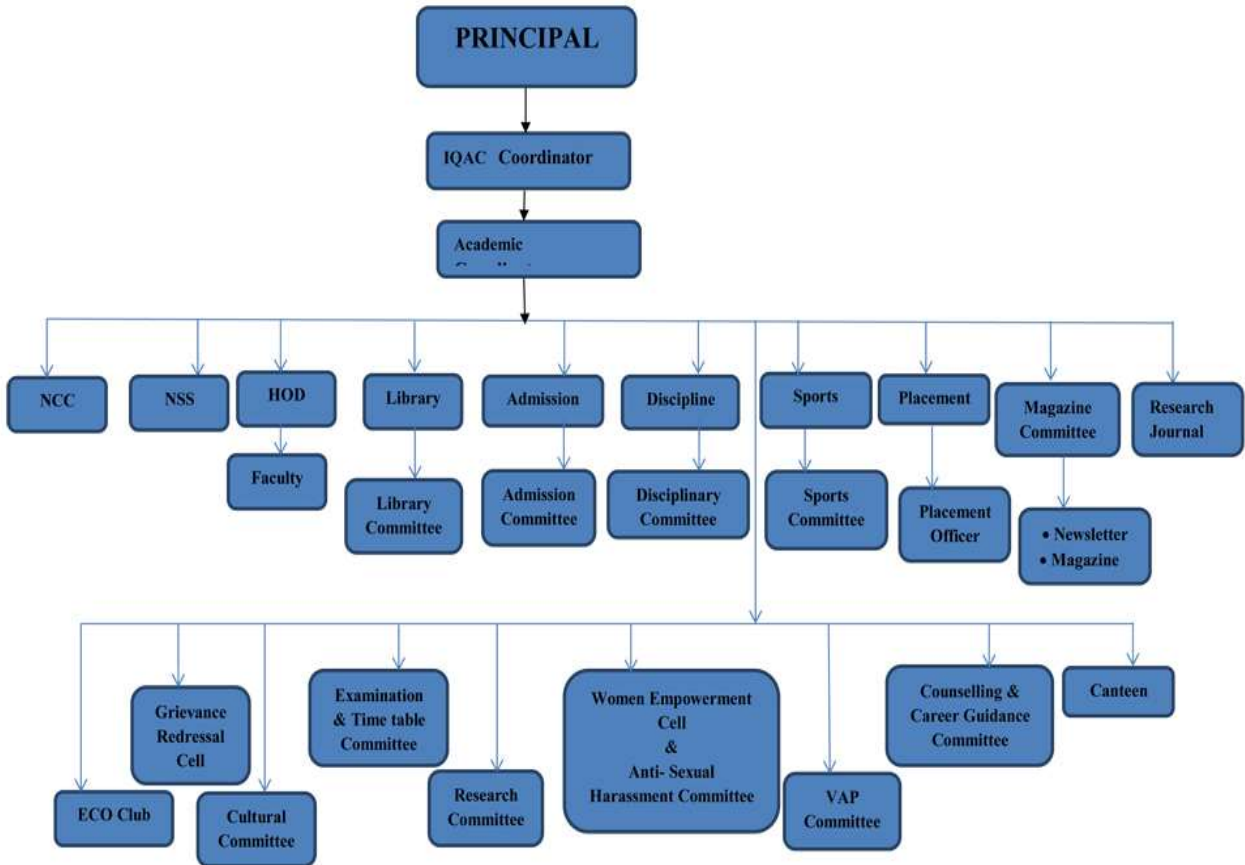 PRINCIPAL
IQAC Coordinator
Academic
NCC
NSS
HOD
Library
Admission
Discipline
Sports
Placement
Magazine
Committee
Research
Journal
Faculty
Library
Committee
Admission
Committee
Disciplinary
Committee
Sports
Committee
Placement
Officer
• Newsletter
• Magazine
ECO Club
Grievance
Redressal
Cell
Cultural
Committee
Examination
& Time table
Committee
Research
Committee
Women Empowerment
Cell
&
Anti- Sexual
Harassment Committee
VAP
Committee
Counselling &
Career Guidance
Committee
Canteen